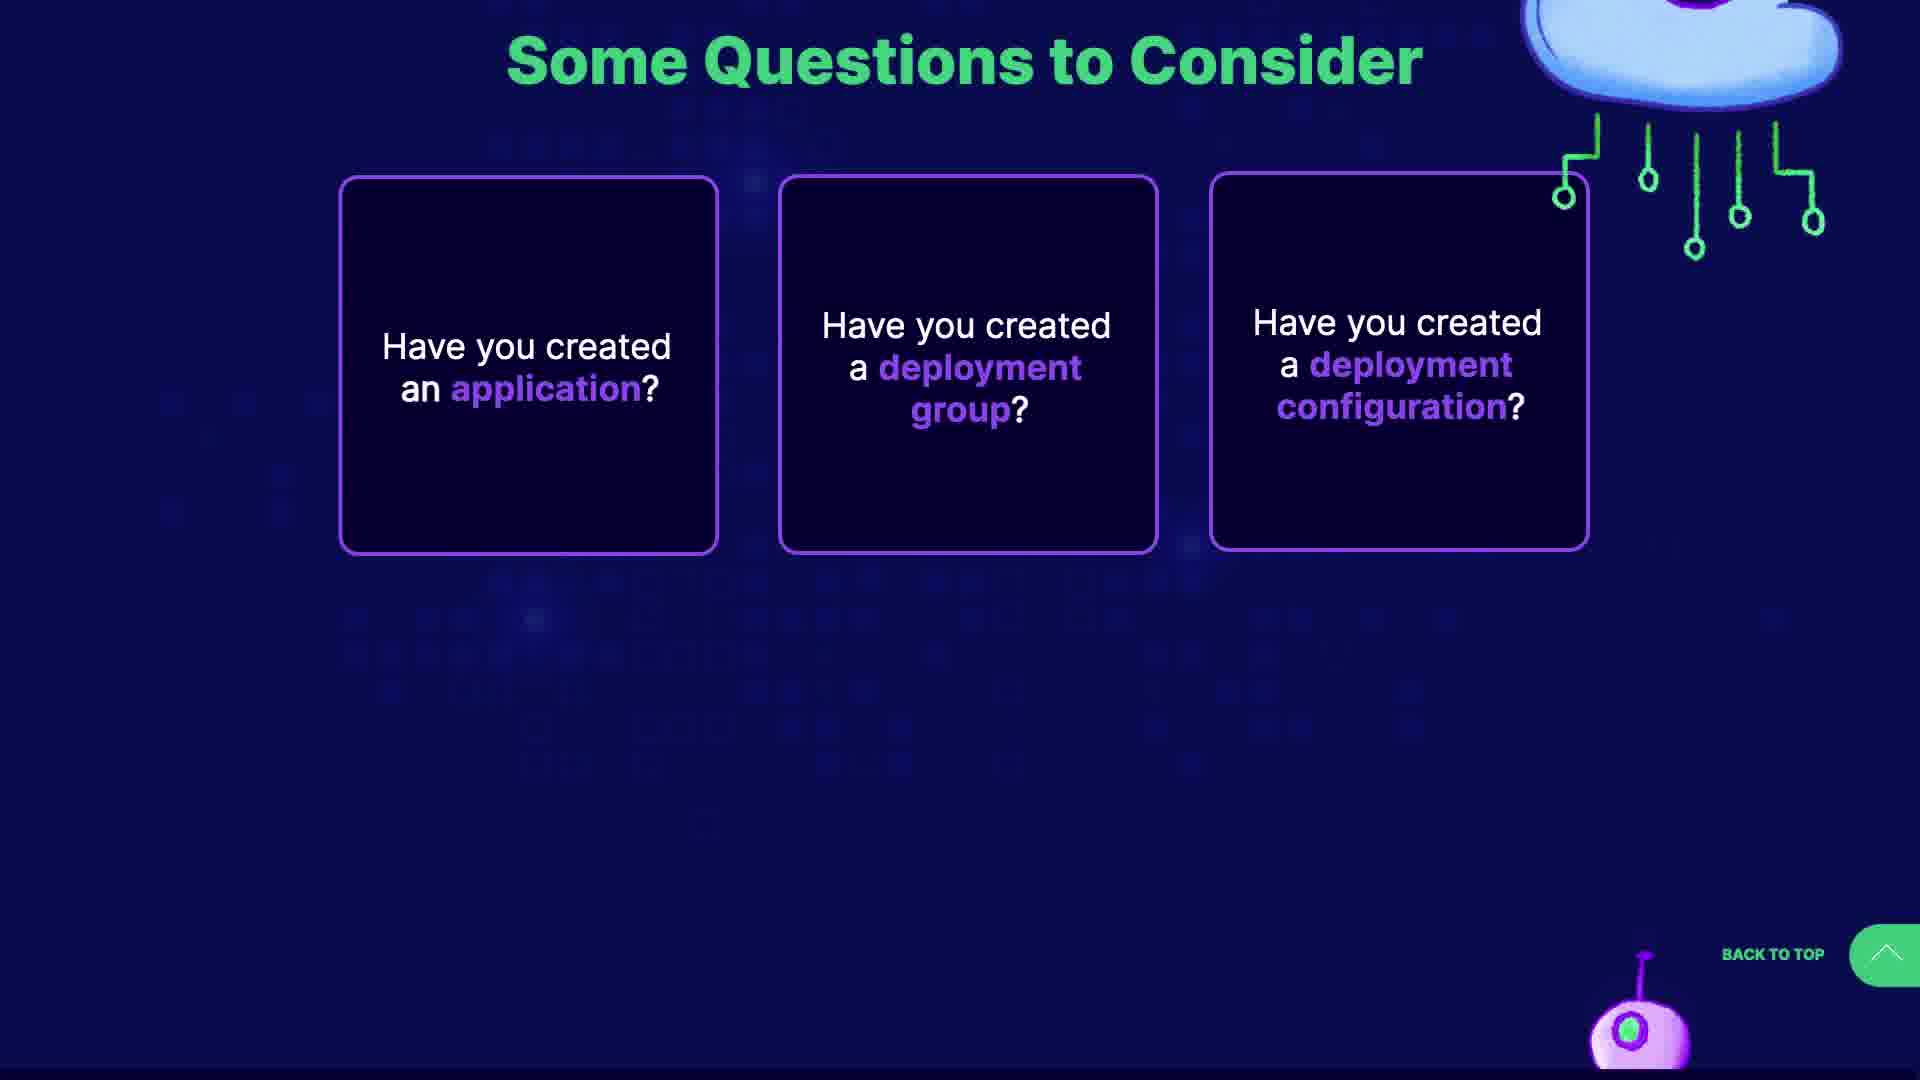 Some Questions to Consider
Have you created
an application?
Have you created
a deployment
group?
Have you created
a deployment
configuration?
BACK TO TOP